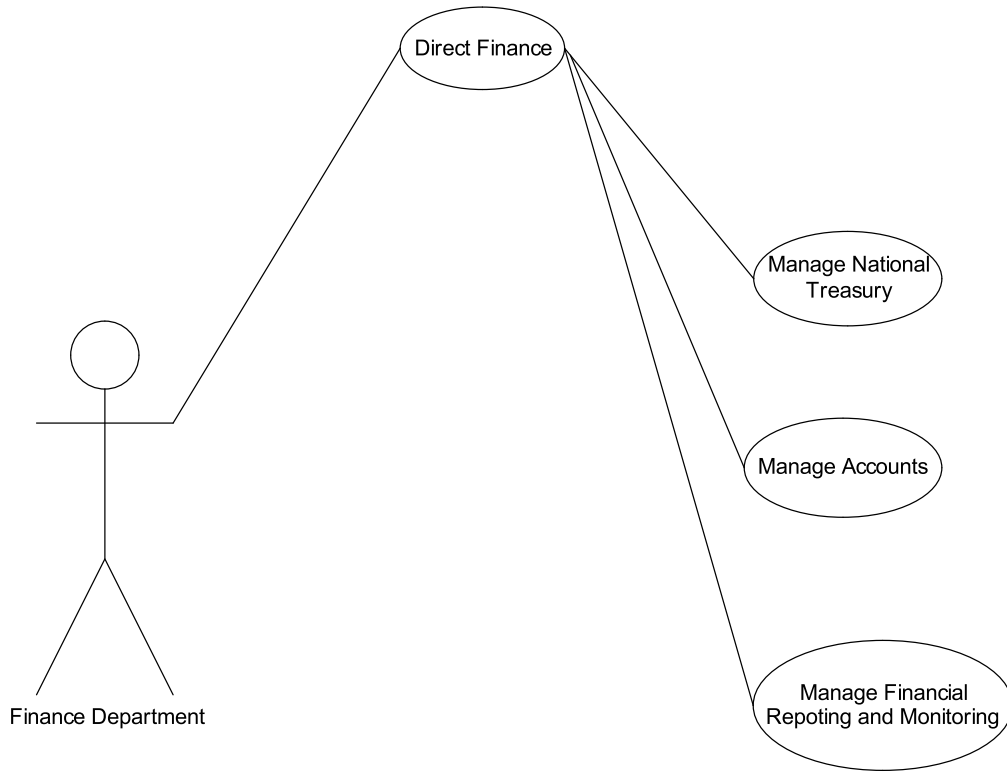 Direct Finance
Manage National
Treasury
Manage Accounts
Manage Financial
Repoting and Monitoring
Finance Department